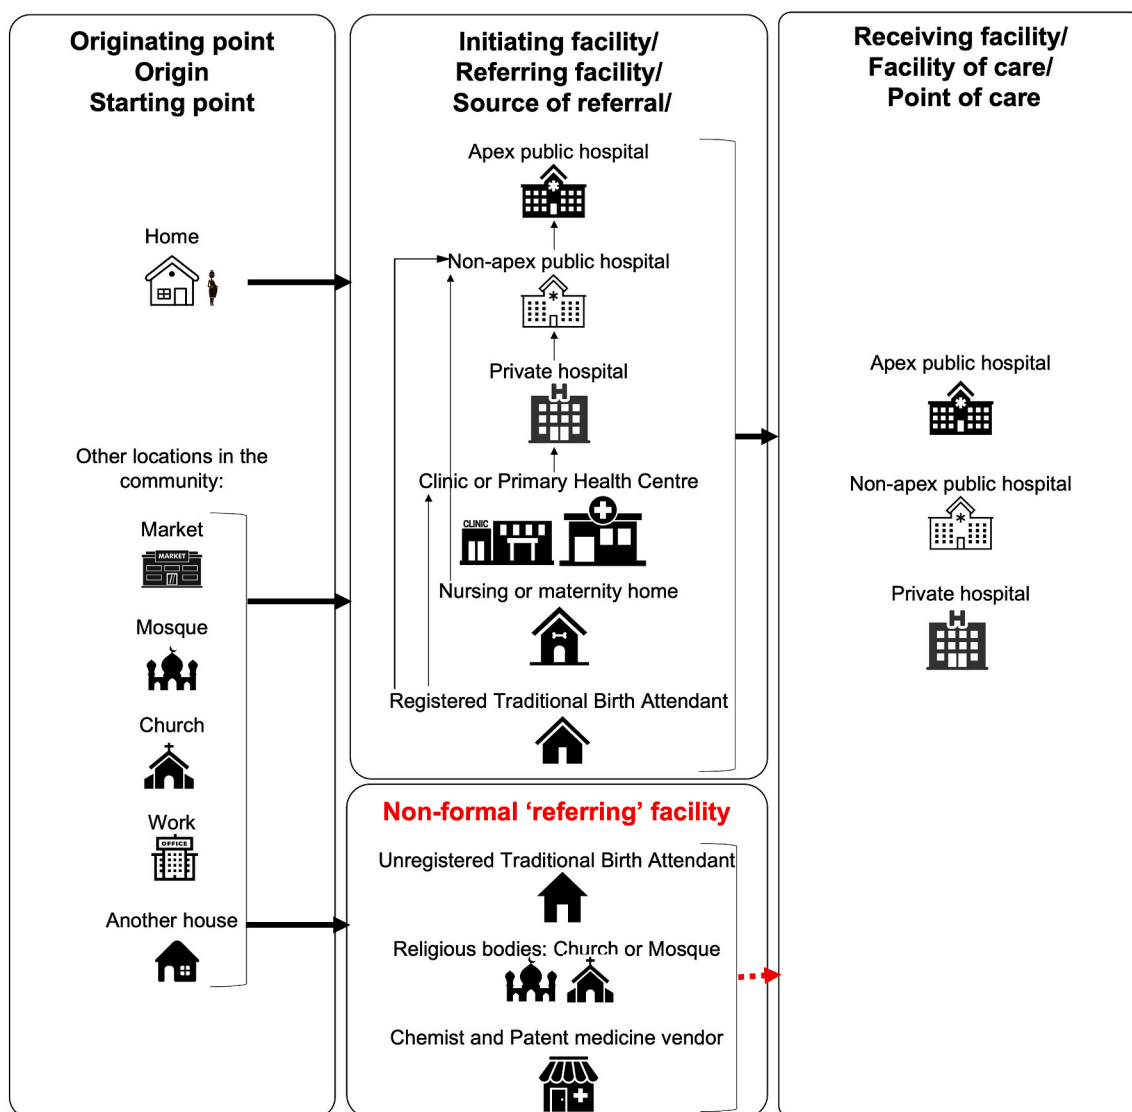 Originating point
Origin
Starting point
Home
Other locations in the
community:
Market
MARKET
Mosque
Church
Work
OFFICE
Another house
Initiating facility/
Referring facility/
Source of referral/
Apex public hospital
Non-apex public hospital
Private hospital
H
Clinic or Primary Health Centre
CLINIC
Nursing or maternity home
Registered Traditional Birth Attendant
Non-formal ‘referring’ facility
Unregistered Traditional Birth Attendant
Religious bodies: Church or Mosque
Chemist and Patent medicine vendor
Receiving facility/
Facility of care/
Point of care
Apex public hospital
Non-apex public hospital
Private hospital
H